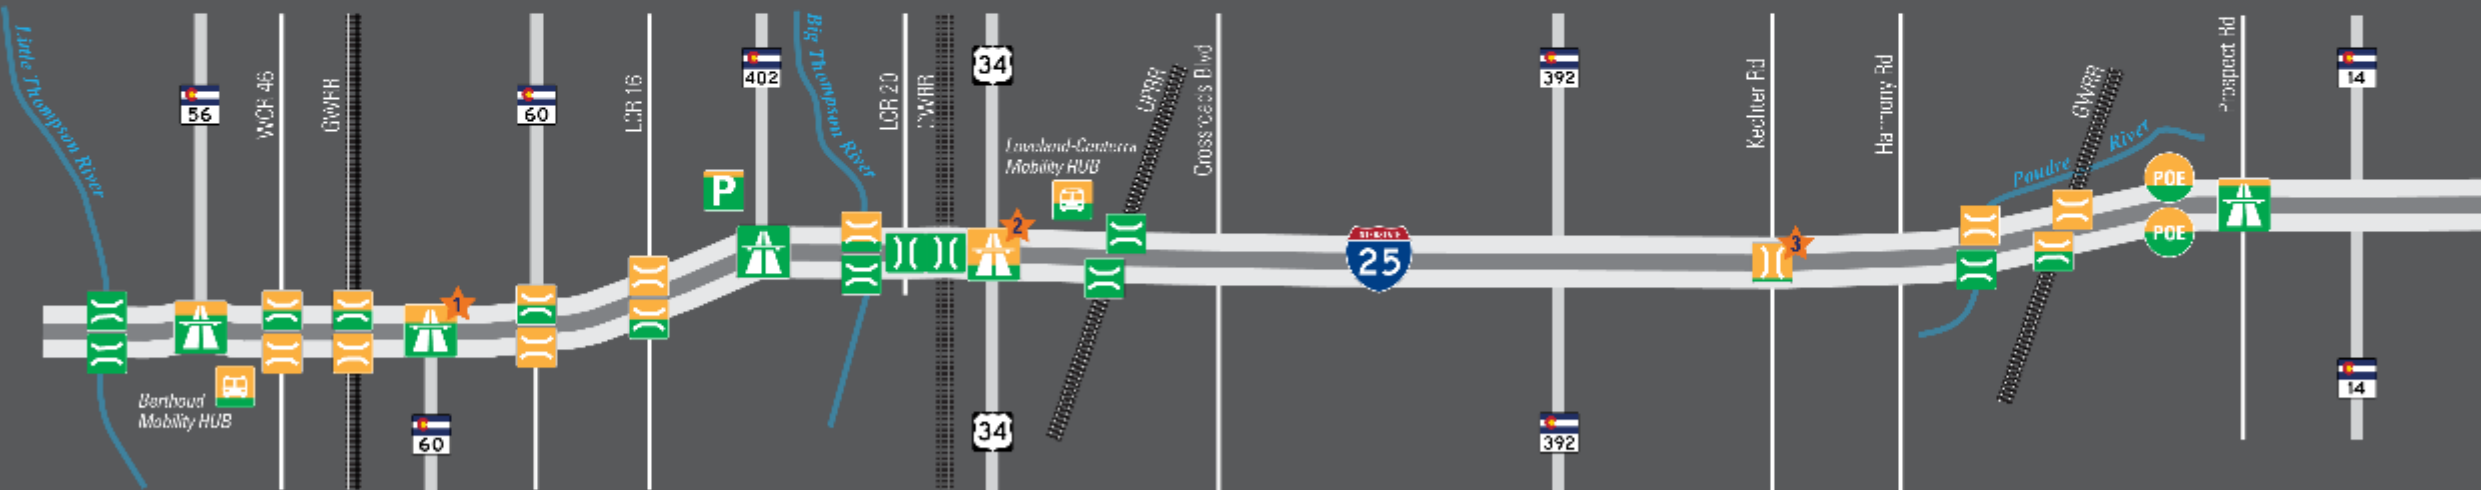 Little Thompson River
56
WCR 46
GWRR
60
LCR 16
402
P
Big Thompson River
LCR 20
GWRR
34
2
Loveland-Centerra
Mobility HUB
UPRR
Crossroads Blvd
25
392
Kechter Rd
3
Harmony Rd
Poudre River
GWRR
POE
POE
Prospect Rd
14
1
Berthoud
Mobility HUB
60
34
392
14